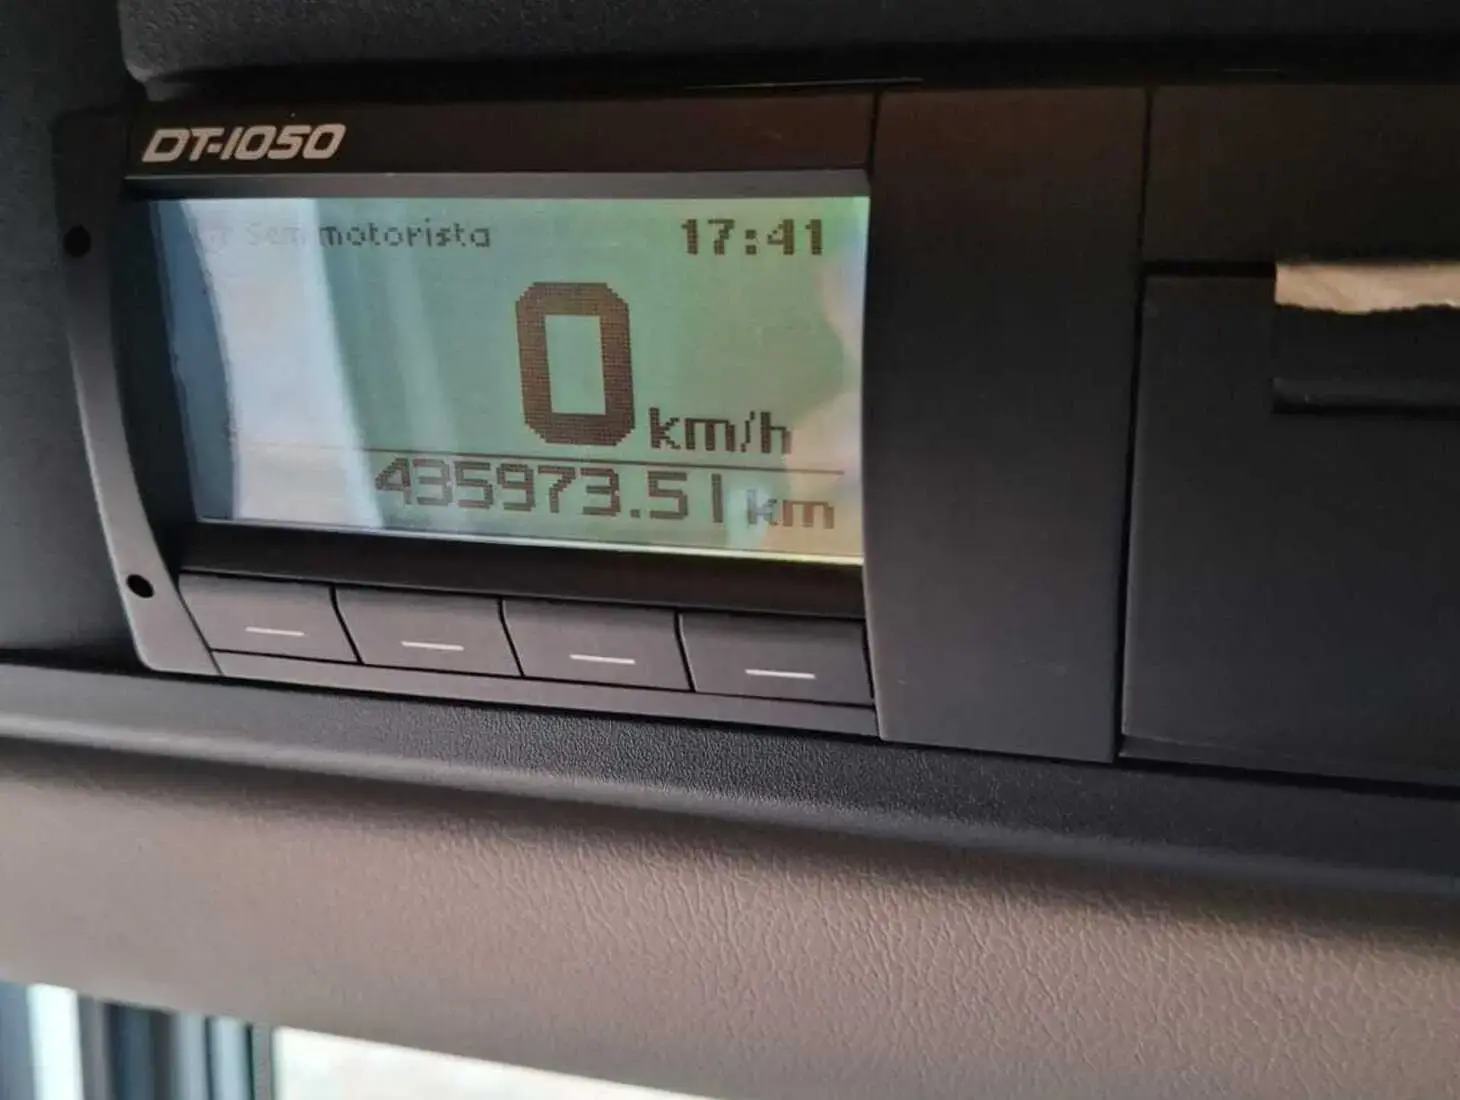 DT-1050
Sem motorista 17:41
0 km/h
435973.51 km